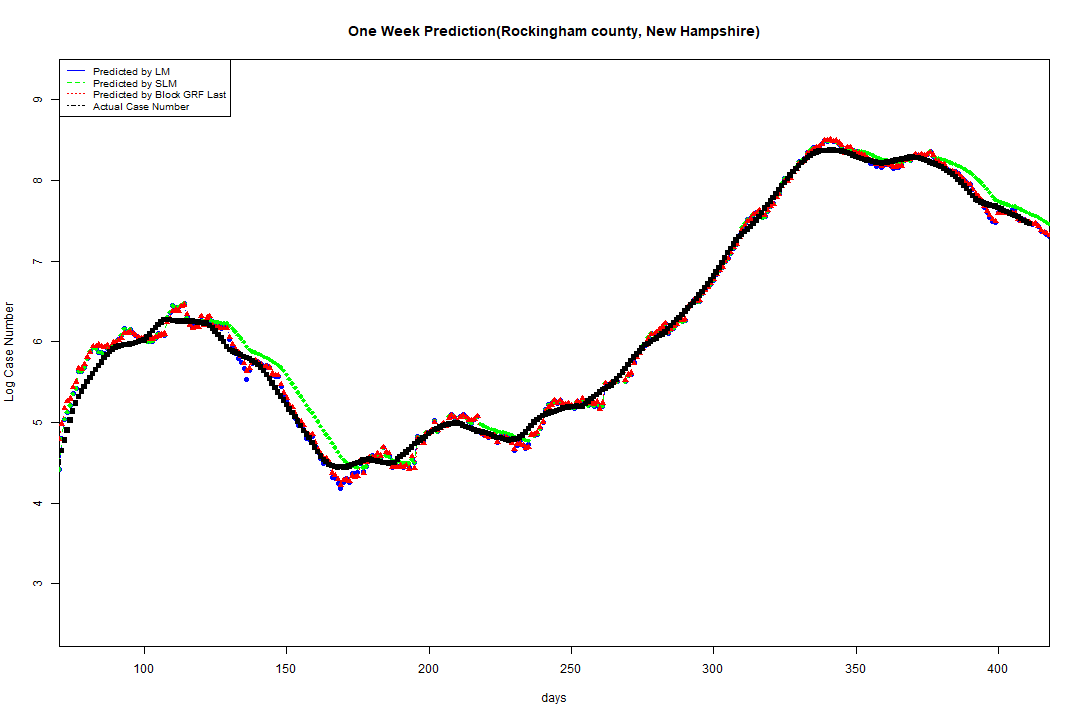 One Week Prediction(Rockingham county, New Hampshire)
Predicted by LM
Predicted by SLM
Predicted by Block GRF Last
Actual Case Number
9
8
7
6
5
4
3
Log Case Number
100 150 200 250 300 350 400
days